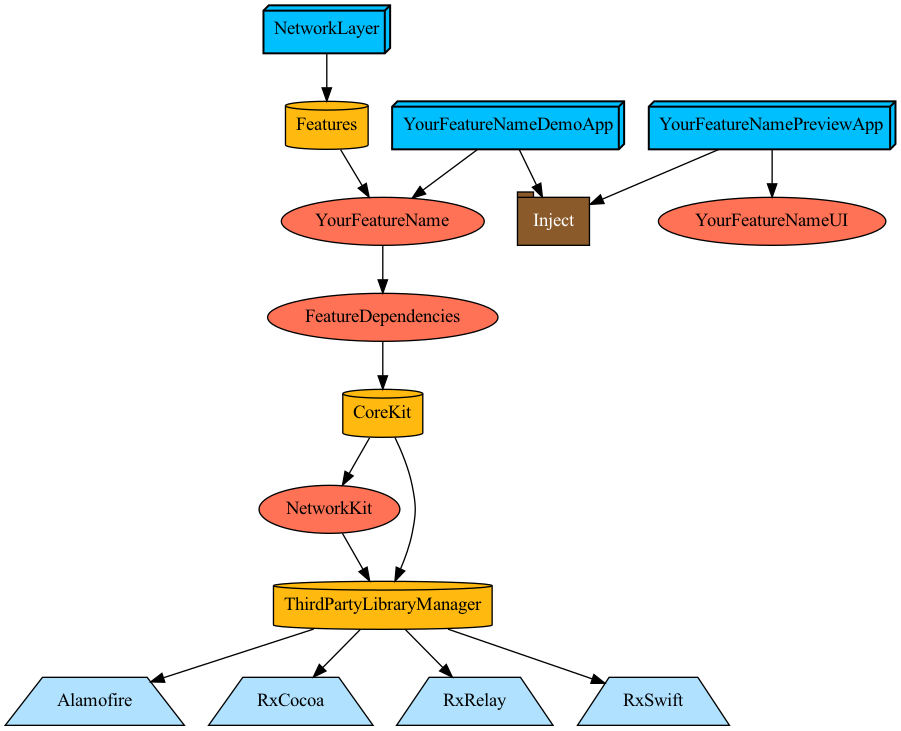 NetworkLayer
Features
YourFeatureNameDemoApp
YourFeatureNamePreviewApp
YourFeatureName
Inject
YourFeatureNameUI
FeatureDependencies
CoreKit
NetworkKit
ThirdPartyLibraryManager
Alamofire
RxCocoa
RxRelay
RxSwift